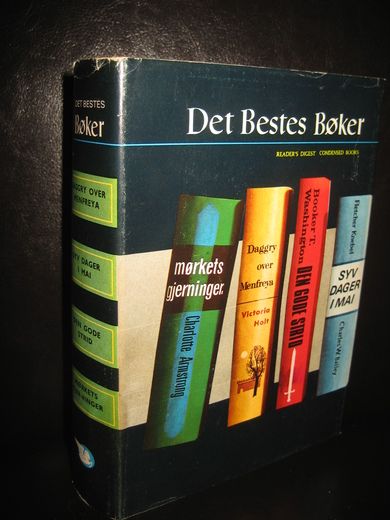 DET BESTES
Bøker
DAGGRY OVER
MENFREYA
SYV DAGER
I MAI
DEN GODE
STRID
MØRKETS
GJERNINGER
Det Bestes Bøker
READER'S DIGEST CONDENSED BOOKS
mørkets
gjerninger.
Charlotte Armstrong
Daggry
over
Menfreya
Victoria
Holt
Booker T.
Washington
DEN GODE STRID
Fletcher Knebel
SYV
DAGER
I MAI
Charles W. Bailey